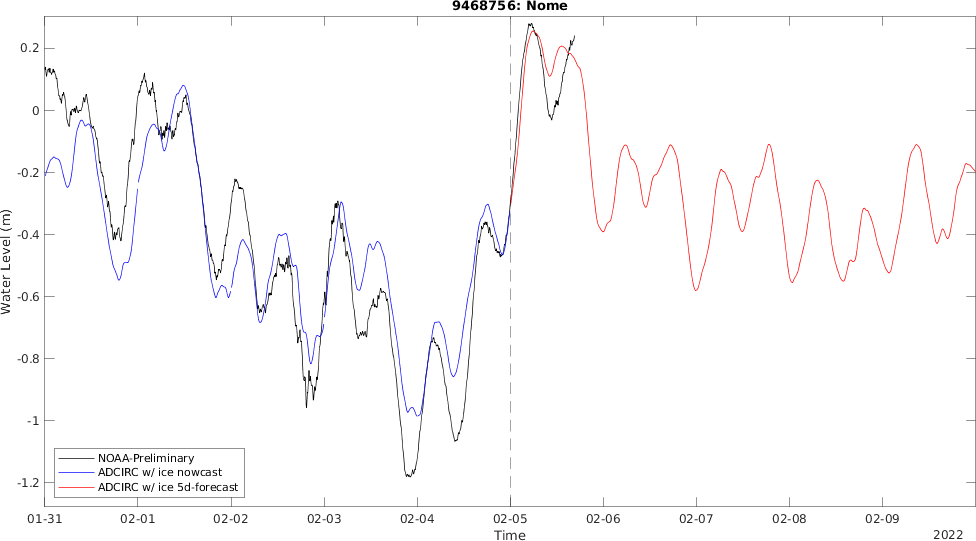 9468756: Nome
Water Level (m)
0.2
0
-0.2
-0.4
-0.6
-0.8
-1
-1.2
NOAA-Preliminary
ADCIRC w/ ice nowcast
ADCIRC w/ ice 5d-forecast
01-31 02-01 02-02 02-03 02-04 02-05 02-06 02-07 02-08 02-09
Time
2022